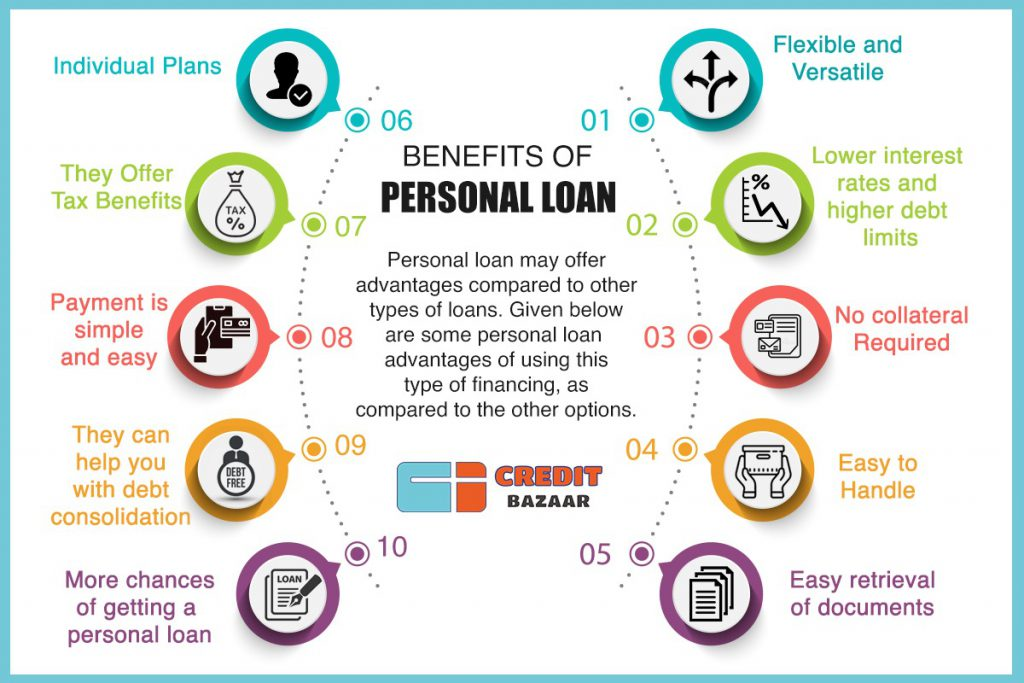 BENEFITS OF
PERSONAL LOAN
Personal loan may offer
advantages compared to other
types of loans. Given below
are some personal loan
advantages of using this
type of financing, as
compared to the other options.
CREDIT
BAZAAR
01
Flexible and
Versatile
02
%
Lower interest
rates and
higher debt
limits
03
No collateral
Required
04
Easy to
Handle
05
Easy retrieval
of documents
06
Individual Plans
07
They Offer
Tax Benefits
TAX
%
08
Payment is
simple
and easy
09
They can
help you
with debt
consolidation
DEBT
FREE
10
More chances
of getting a
personal loan
LOAN